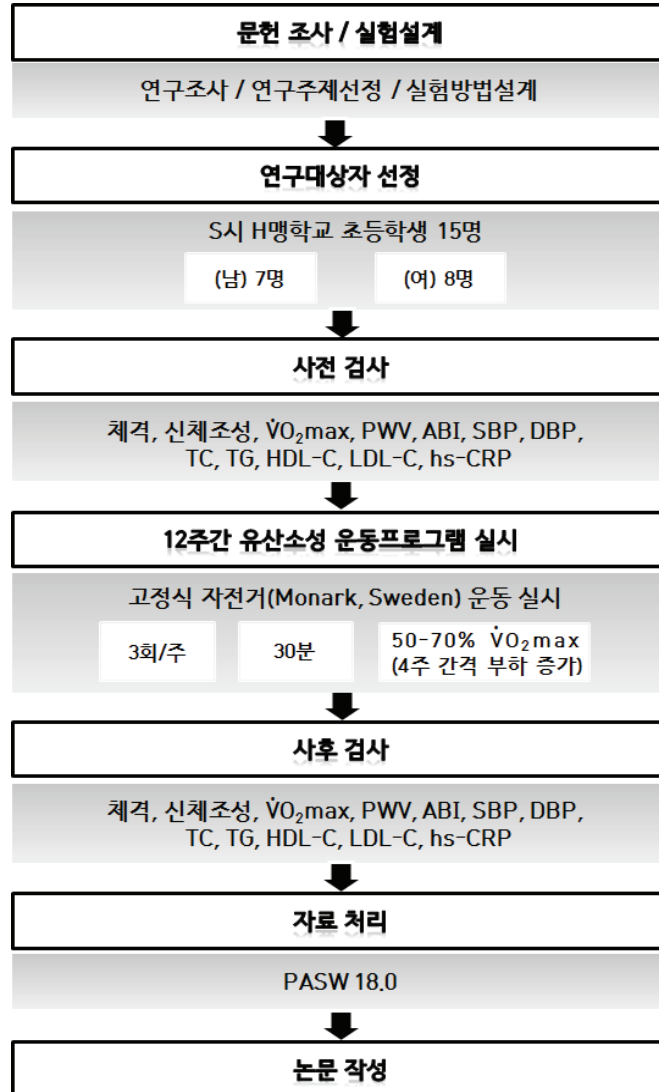 문헌 조사 / 실험설계
연구조사 / 연구주제선정 / 실험방법설계
연구대상자 선정
S시 H맹학교 초등학생 15명
(남) 7명
(여) 8명
사전 검사
체격, 신체조성, V̇O₂max, PWV, ABI, SBP, DBP,
TC, TG, HDL-C, LDL-C, hs-CRP
12주간 유산소성 운동프로그램 실시
고정식 자전거(Monark, Sweden) 운동 실시
3회/주
30분
50-70% V̇O₂max
(4주 간격 부하 증가)
사후 검사
체격, 신체조성, V̇O₂max, PWV, ABI, SBP, DBP,
TC, TG, HDL-C, LDL-C, hs-CRP
자료 처리
PASW 18.0
논문 작성